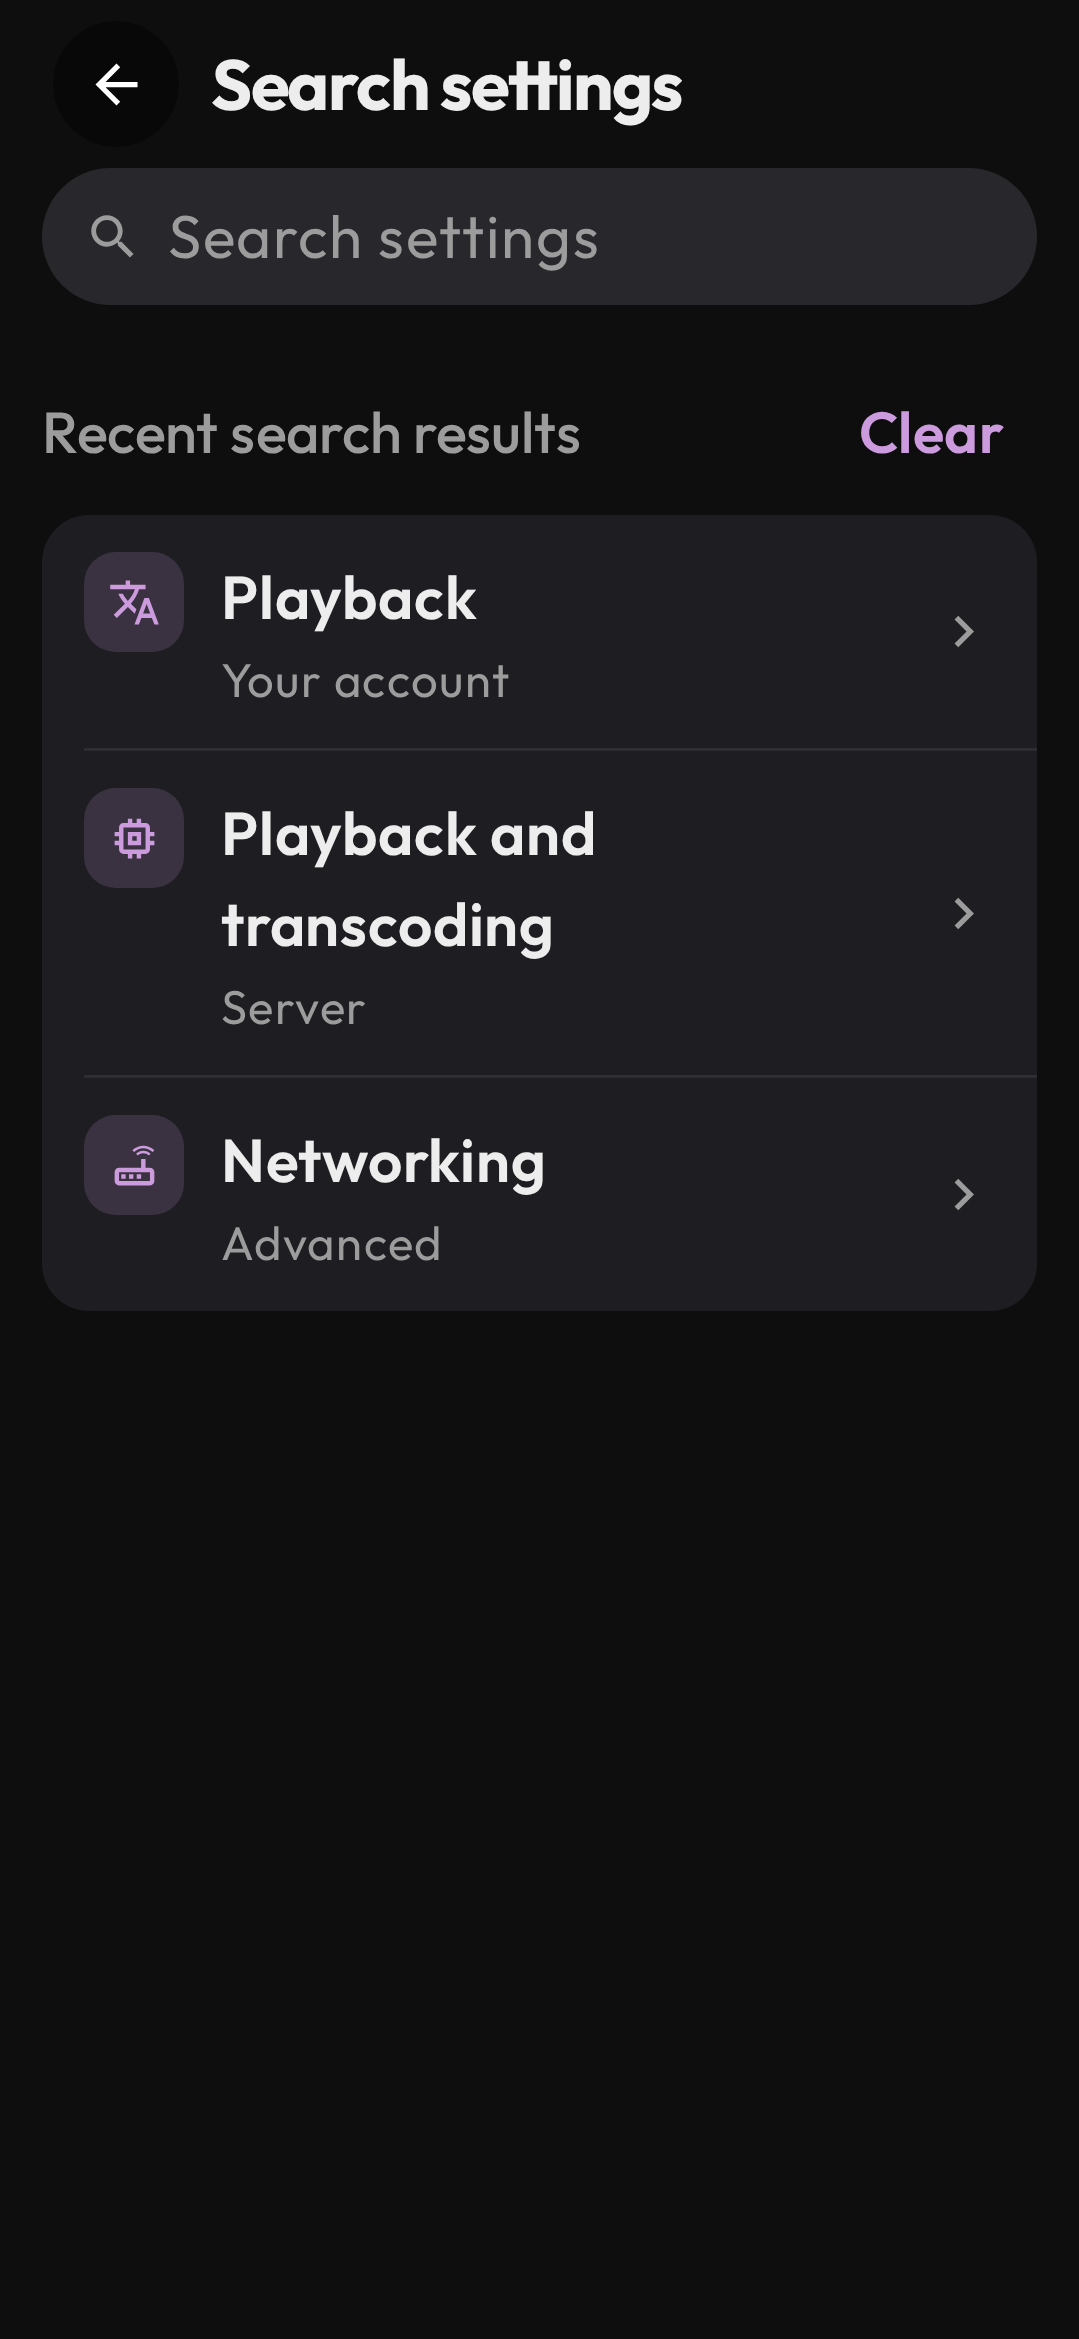 Search settings
Search settings
Recent search results
Clear
Playback
Your account
Playback and
transcoding
Server
Networking
Advanced